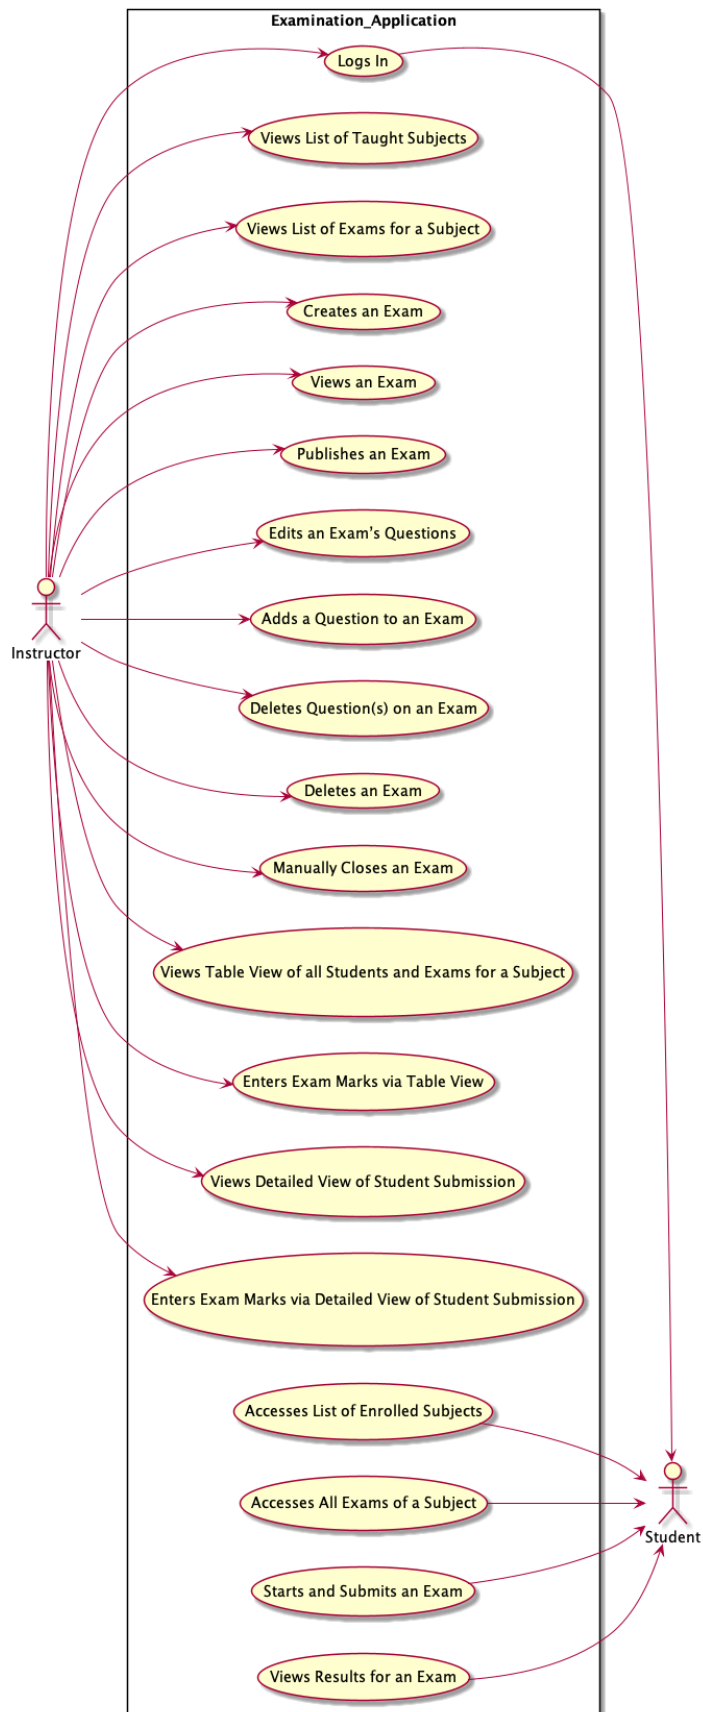 Examination_Application
Logs In
Views List of Taught Subjects
Views List of Exams for a Subject
Creates an Exam
Views an Exam
Publishes an Exam
Edits an Exam's Questions
Adds a Question to an Exam
Instructor
Deletes Question(s) on an Exam
Deletes an Exam
Manually Closes an Exam
Views Table View of all Students and Exams for a Subject
Enters Exam Marks via Table View
Views Detailed View of Student Submission
Enters Exam Marks via Detailed View of Student Submission
Accesses List of Enrolled Subjects
Accesses All Exams of a Subject
Student
Starts and Submits an Exam
Views Results for an Exam